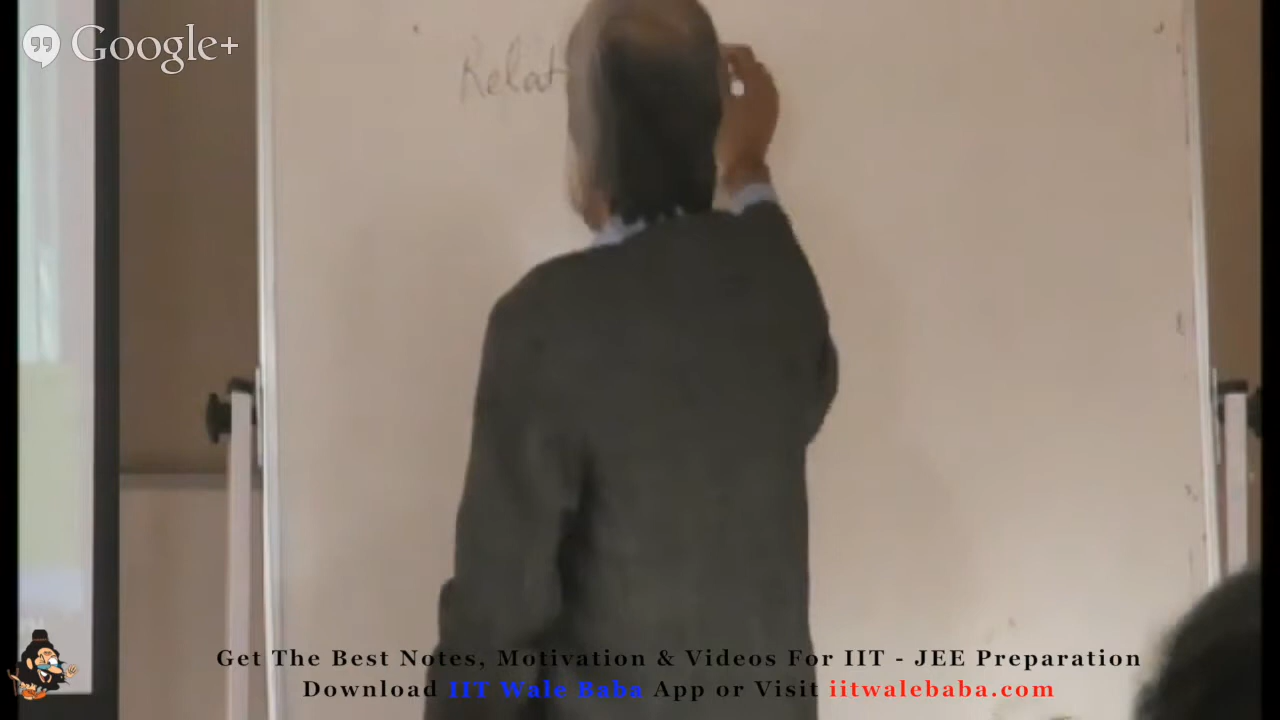 Google+
Relat
Get The Best Notes, Motivation & Videos For IIT - JEE Preparation
Download IIT Wale Baba App or Visit iitwalebaba.com